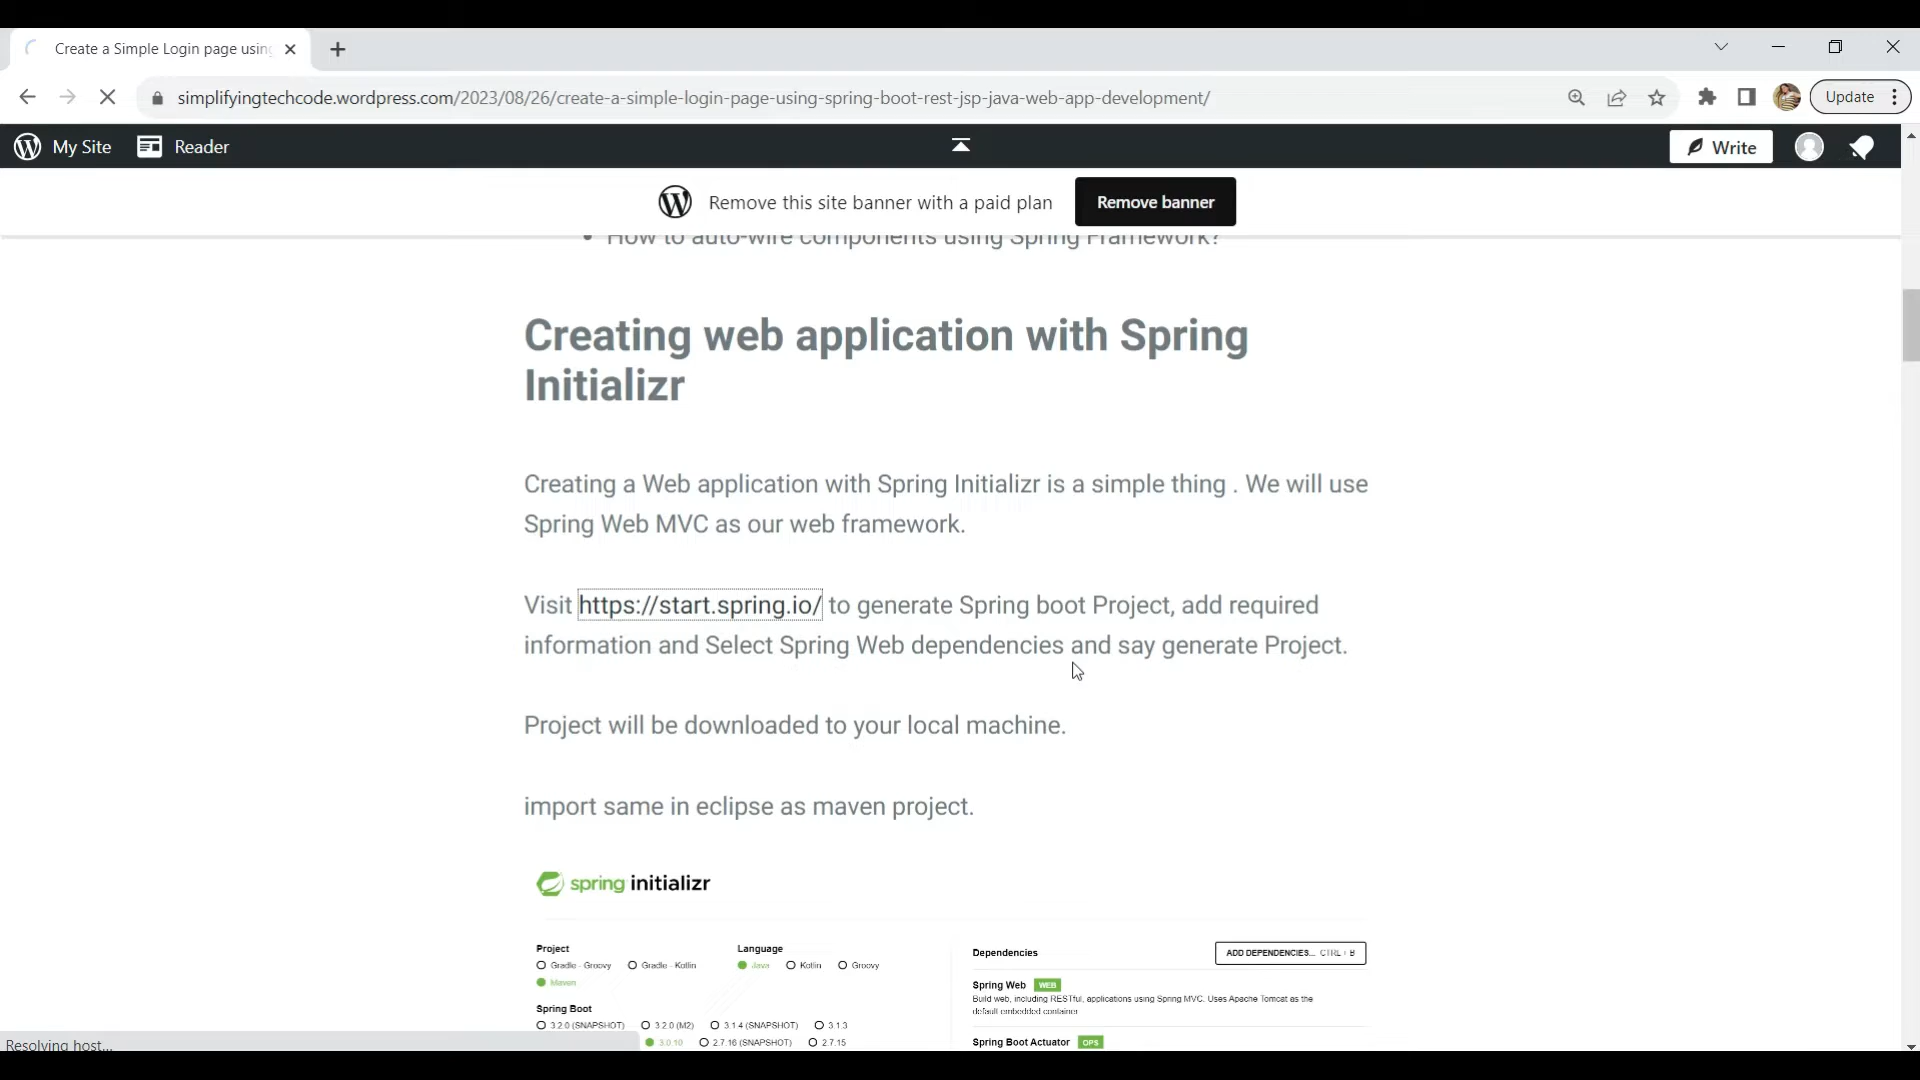 Create a Simple Login page using
simplifyingtechcode.wordpress.com/2023/08/26/create-a-simple-login-page-using-spring-boot-rest-jsp-java-web-app-development/
Update
My Site
Reader
Write
Remove this site banner with a paid plan
Remove banner
How to auto-wire components using Spring Framework?
Creating web application with Spring
Initializr
Creating a Web application with Spring Initializr is a simple thing . We will use
Spring Web MVC as our web framework.
Visit https://start.spring.io/ to generate Spring boot Project, add required
information and Select Spring Web dependencies and say generate Project.
Project will be downloaded to your local machine.
import same in eclipse as maven project.
spring initializr
Project
Language
Gradle - Groovy
Gradle - Kotlin
Java
Kotlin
Groovy
Maven
Spring Boot
3.2.0 (SNAPSHOT)
3.2.0 (M2)
3.1.4 (SNAPSHOT)
3.1.3
3.0.10
2.7.16 (SNAPSHOT)
2.7.15
Dependencies
ADD DEPENDENCIES... CTRL + B
Spring Web WEB
Build web, including RESTful, applications using Spring MVC. Uses Apache Tomcat as the
default embedded container
Spring Boot Actuator OPS
Resolving host...